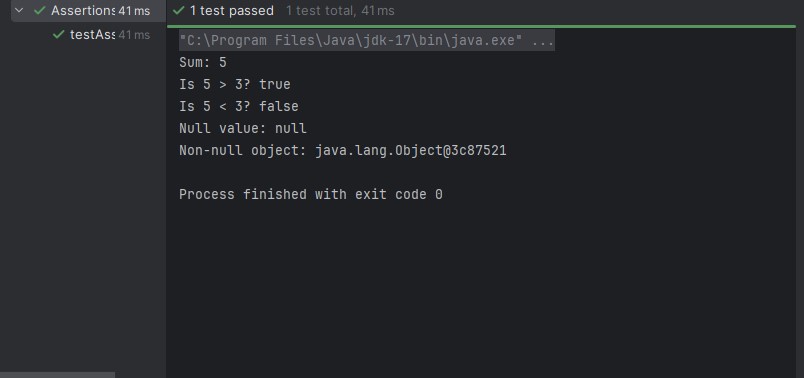 Assertions 41 ms
testAss 41 ms
1 test passed 1 test total, 41 ms
"C:\Program Files\Java\jdk-17\bin\java.exe" ...
Sum: 5
Is 5 > 3? true
Is 5 < 3? false
Null value: null
Non-null object: java.lang.Object@3c87521
Process finished with exit code 0